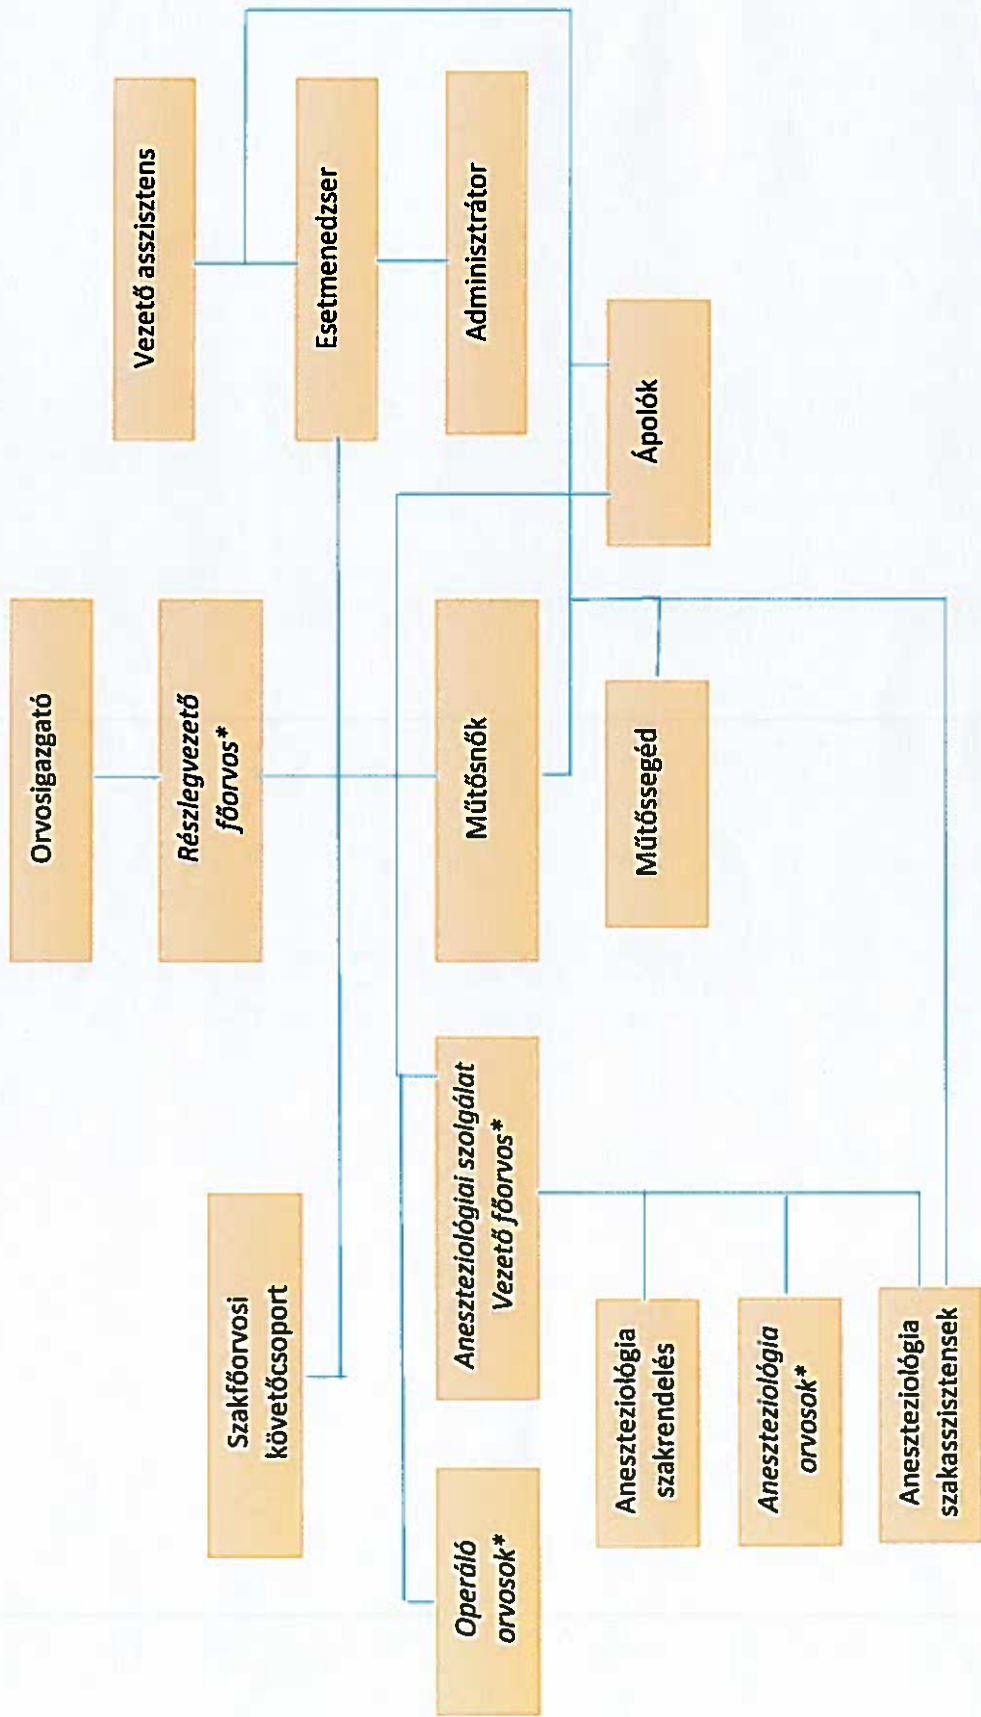 Orvosigazgató
Részlegvezető
főorvos*
Vezető asszisztens
Esetmenedzser
Adminisztrátor
Szakfőorvosi
követőcsoport
Operáló
orvosok*
Aneszteziológiai szolgálat
Vezető főorvos*
Műtősnők
Ápolók
Műtőssegéd
Aneszteziológia
szakrendelés
Aneszteziológia
orvosok*
Aneszteziológia
szakasszisztensek